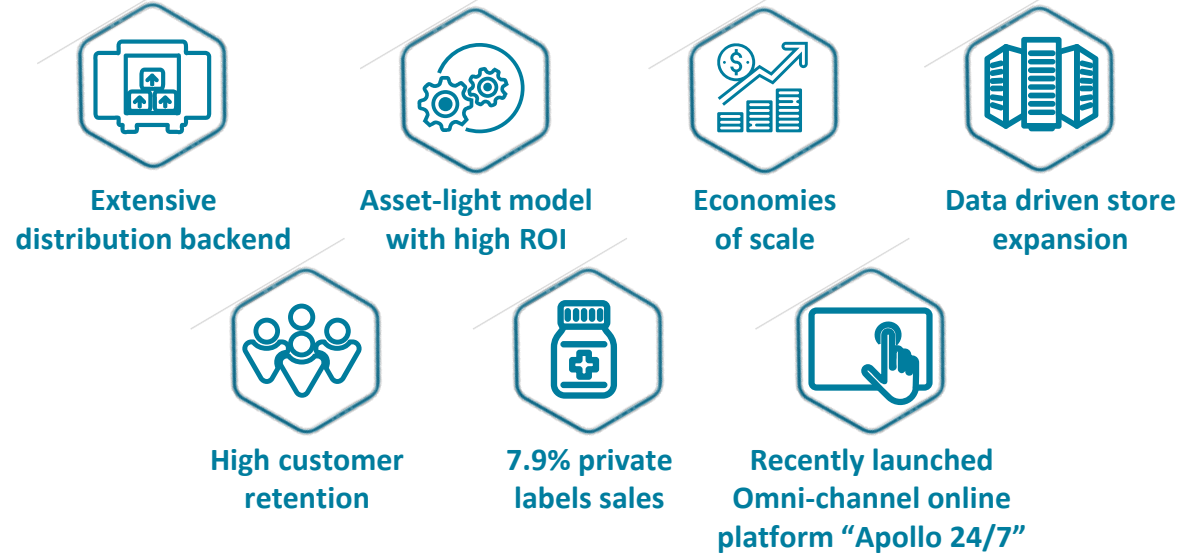 Extensive
distribution backend
Asset-light model
with high ROI
Economies
of scale
Data driven store
expansion
High customer
retention
7.9% private
labels sales
Recently launched
Omni-channel online
platform “Apollo 24/7”